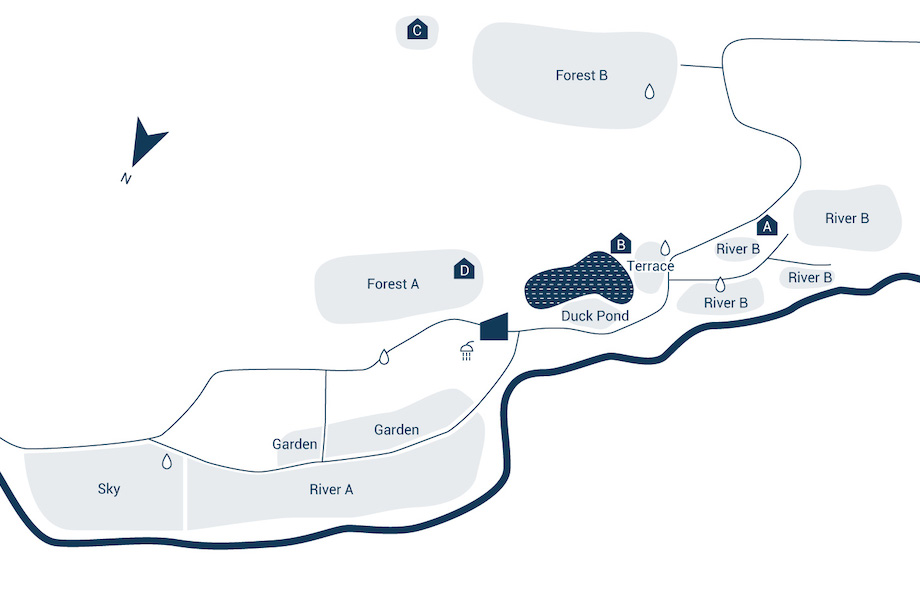 C
Forest B
N
River B
A
B
River B
Terrace
D
Forest A
River B
River B
Duck Pond
Garden
Garden
Sky
River A